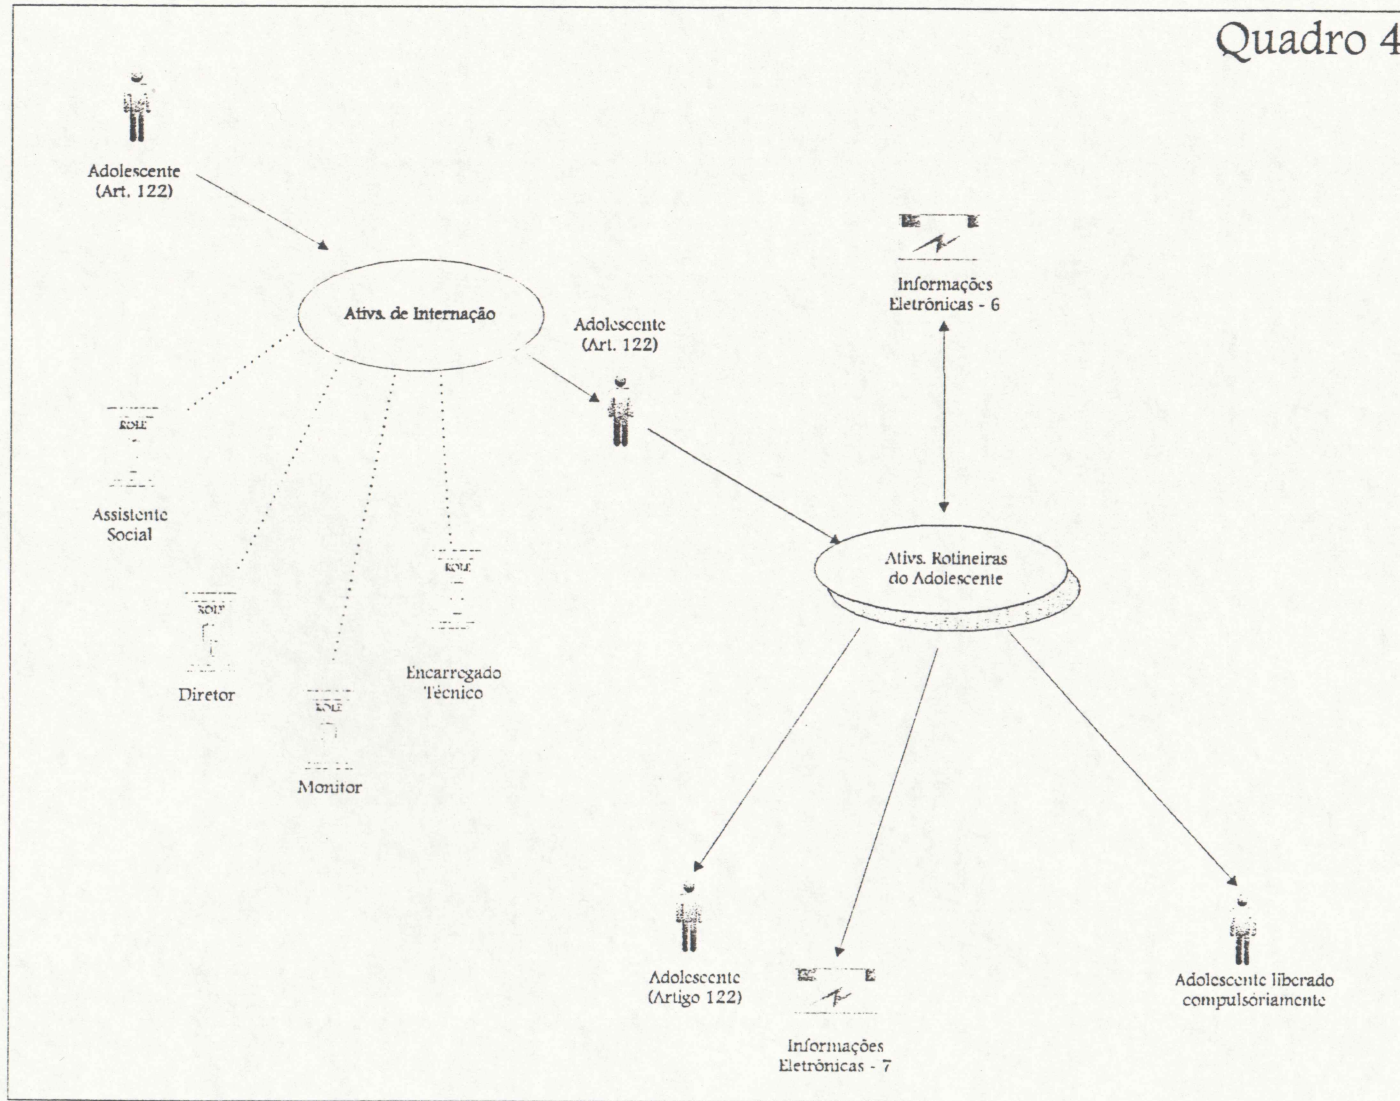 Quadro 4
Adolescente
(Art. 122)
Ativs. de Internação
Adolescente
(Art. 122)
Informações
Eletrônicas - 6
ROLE
Assistente
Social
ROLE
Diretor
ROLE
Monitor
ROLE
Encarregado
Técnico
Ativs. Rotineiras
do Adolescente
Adolescente
(Artigo 122)
Informações
Eletrônicas - 7
Adolescente liberado
compulsóriamente